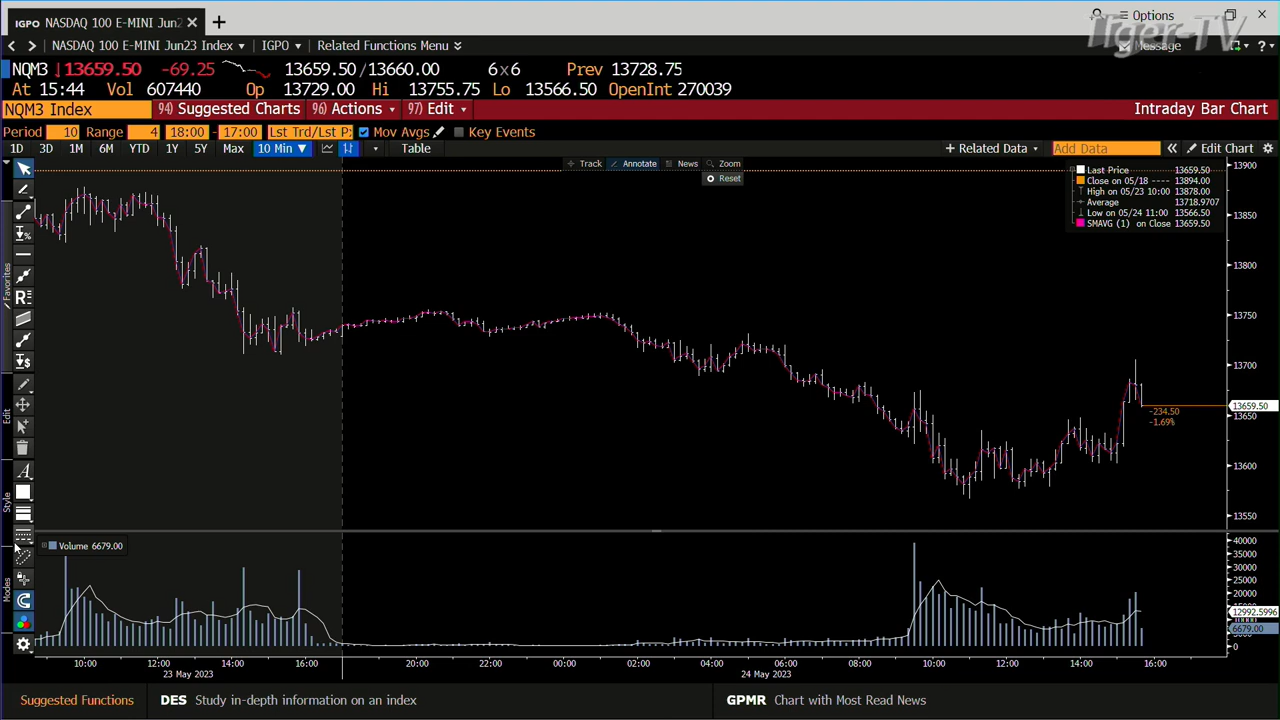 IGPO NASDAQ 100 E-MINI Jun2 × +
Options
Tiger-TV
< > NASDAQ 100 E-MINI Jun23 Index ▾ IGPO ▾ Related Functions Menu
Message ?
NQM3 ↓13659.50 -69.25 13659.50/13660.00 6x6 Prev 13728.75
At 15:44 Vol 607440 Op 13729.00 Hi 13755.75 Lo 13566.50 OpenInt 270039
NQM3 Index 94) Suggested Charts 96) Actions 97) Edit Intraday Bar Chart
Period 10 Range 4 18:00 - 17:00 Lst Trd/Lst P: Mov Avgs Key Events
1D 3D 1M 6M YTD 1Y 5Y Max 10 Min ▼ Table + Related Data Add Data « Edit Chart
Track Annotate News Zoom
Reset
Last Price 13659.50
Close on 05/18 ---- 13894.00
High on 05/23 10:00 13878.00
Average 13718.9707
Low on 05/24 11:00 13566.50
SMAVG (1) on Close 13659.50
13900
13850
13800
13750
13700
13659.50
13650
13600
13550
-234.50
-1.69%
Favorites
Edit
Style
Modes
Volume 6679.00
40000
35000
30000
25000
20000
12992.5996
6679.00
0
10:00 12:00 14:00 16:00 20:00 22:00 00:00 02:00 04:00 06:00 08:00 10:00 12:00 14:00 16:00
23 May 2023 24 May 2023
Suggested Functions DES Study in-depth information on an index GPMR Chart with Most Read News